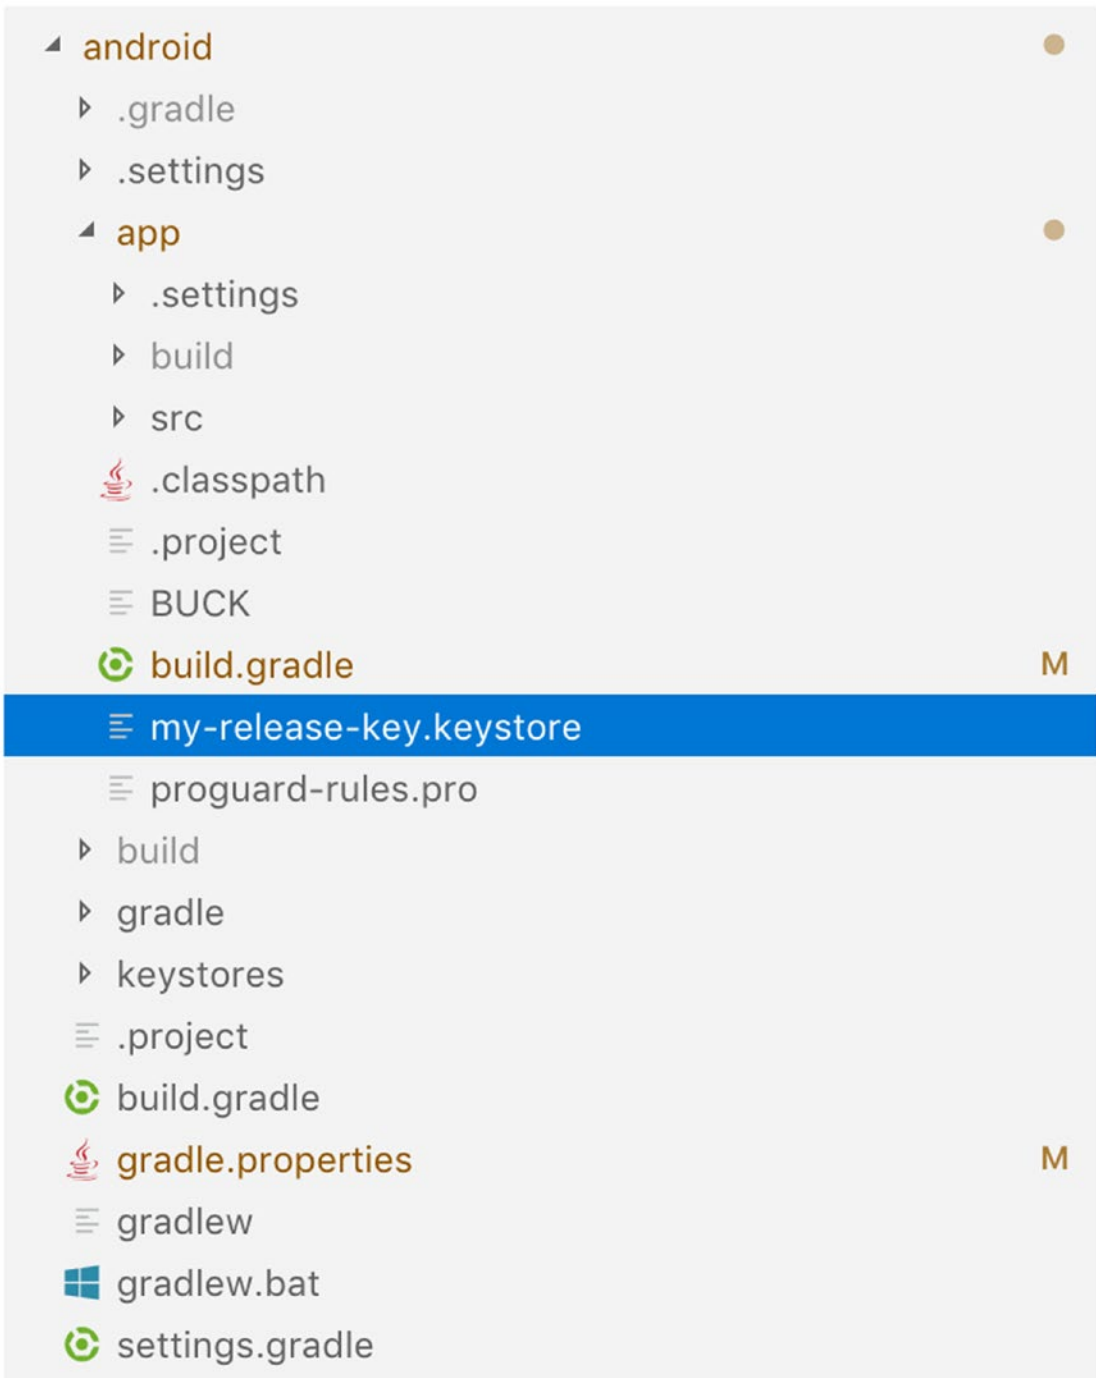 android
.gradle
.settings
app
.settings
build
src
.classpath
.project
BUCK
build.gradle M
my-release-key.keystore
proguard-rules.pro
build
gradle
keystores
.project
build.gradle
gradle.properties M
gradlew
gradlew.bat
settings.gradle